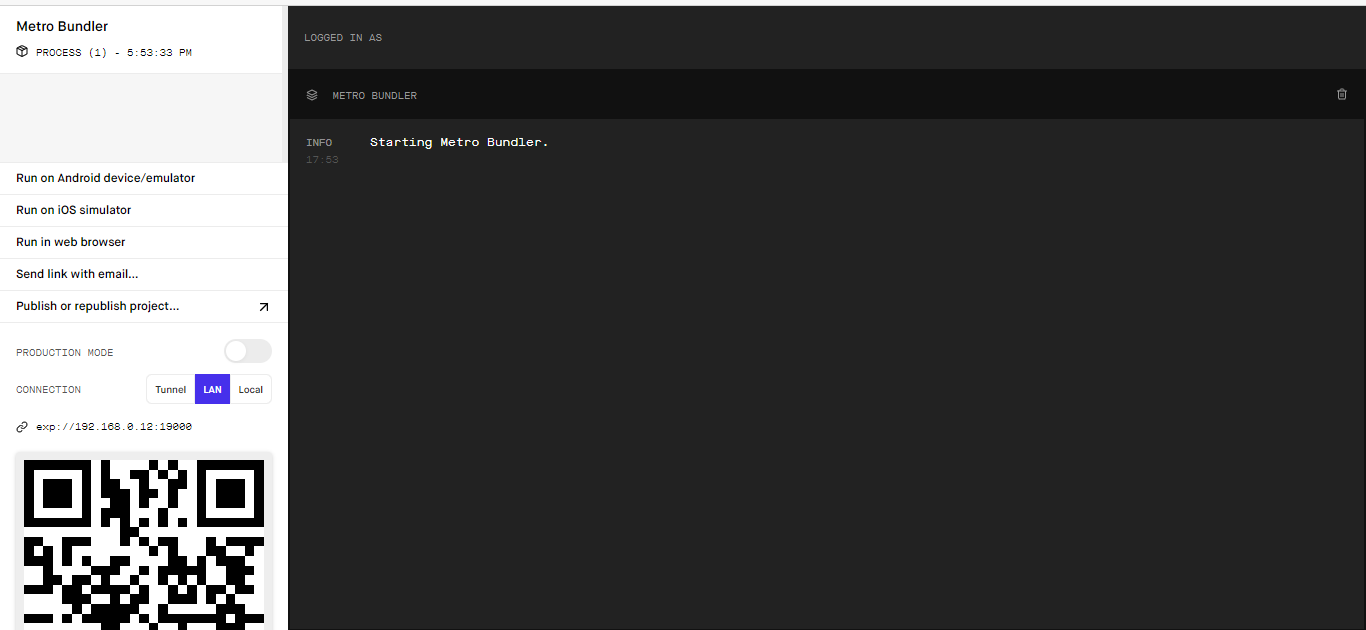 Metro Bundler
PROCESS (1) - 5:53:33 PM
Run on Android device/emulator
Run on iOS simulator
Run in web browser
Send link with email...
Publish or republish project...
PRODUCTION MODE
CONNECTION
Tunnel LAN Local
exp://192.168.0.12:19000
LOGGED IN AS
METRO BUNDLER
INFO Starting Metro Bundler.
17:53